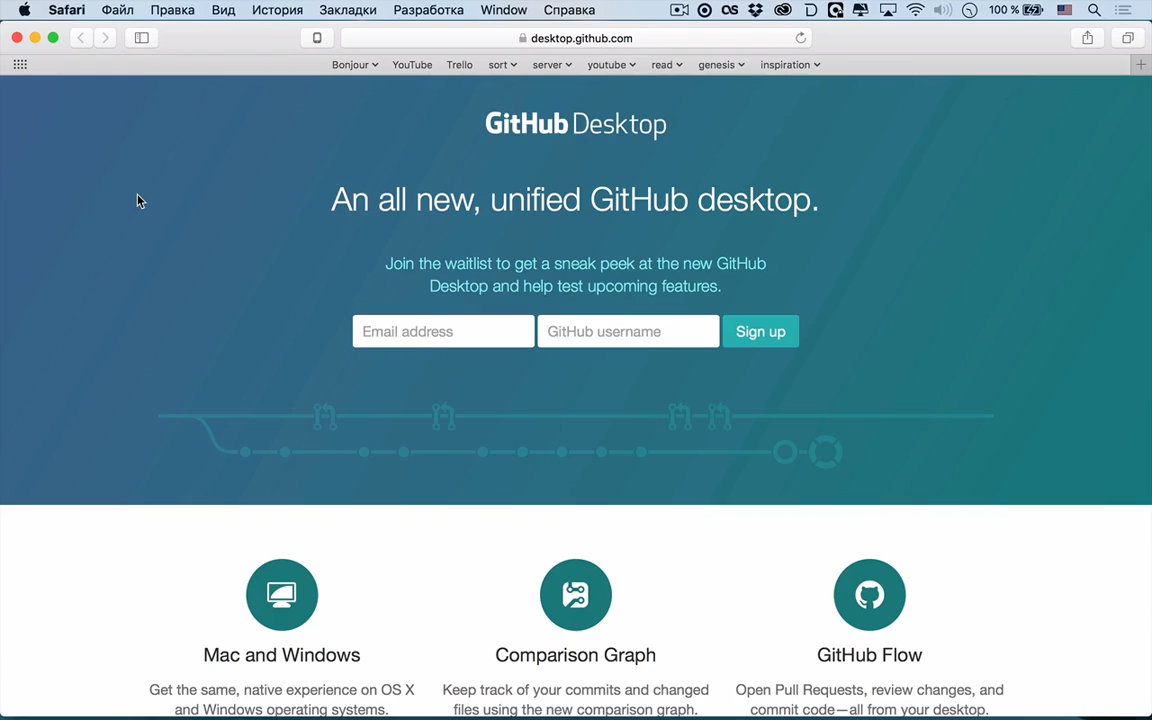 Safari Файл Правка Вид История Закладки Разработка Window Справка 100 %
desktop.github.com
Bonjour YouTube Trello sort server youtube read genesis inspiration
GitHub Desktop
An all new, unified GitHub desktop.
Join the waitlist to get a sneak peek at the new GitHub
Desktop and help test upcoming features.
Email address GitHub username Sign up
Mac and Windows Comparison Graph GitHub Flow
Get the same, native experience on OS X
and Windows operating systems.
Keep track of your commits and changed
files using the new comparison graph.
Open Pull Requests, review changes, and
commit code—all from your desktop.